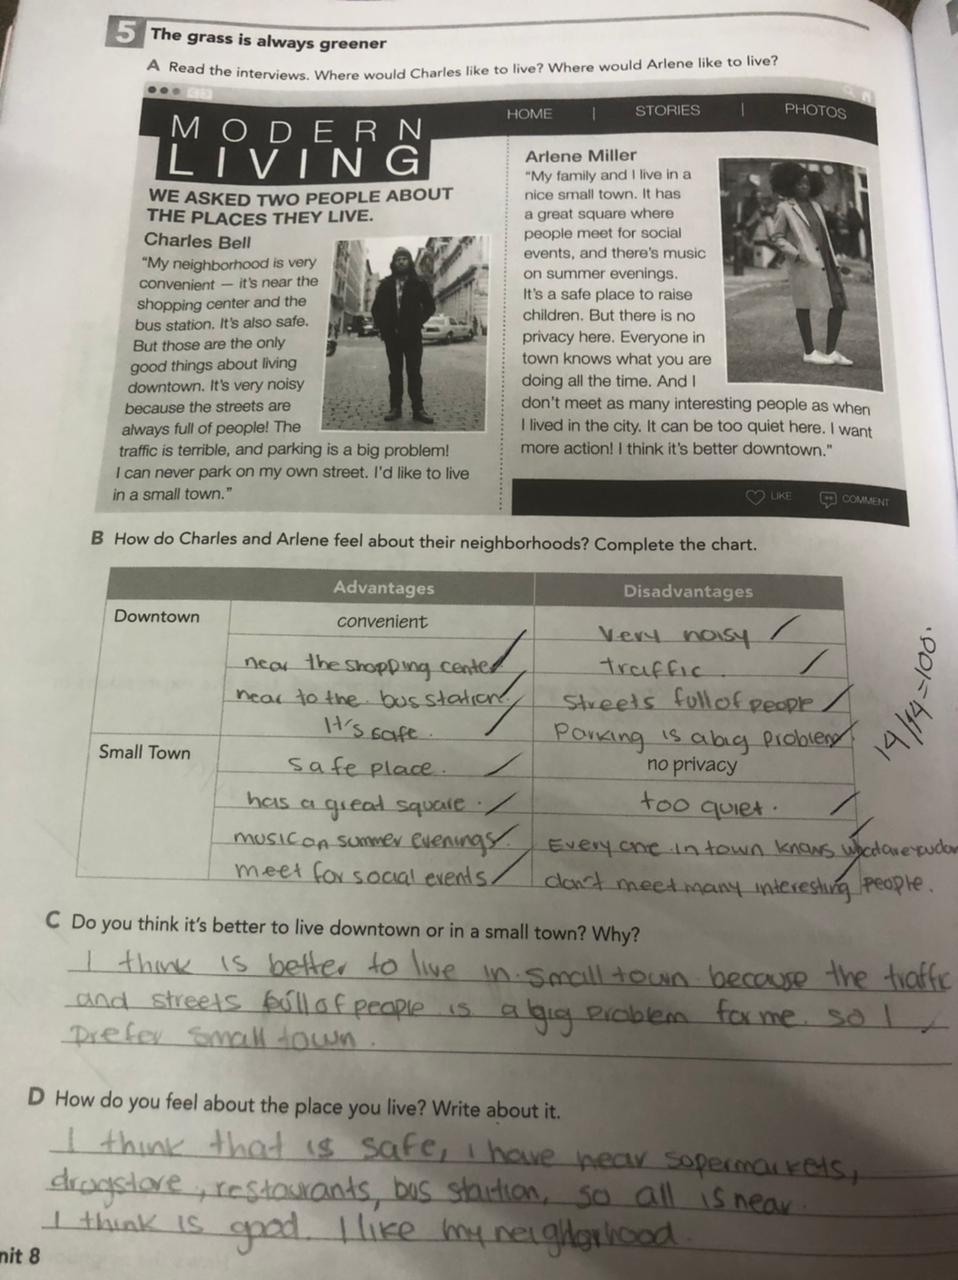 5 The grass is always greener
A Read the interviews. Where would Charles like to live? Where would Arlene like to live?
HOME | STORIES | PHOTOS
MODERN
LIVING
WE ASKED TWO PEOPLE ABOUT
THE PLACES THEY LIVE.
Charles Bell
"My neighborhood is very
convenient — it's near the
shopping center and the
bus station. It's also safe.
But those are the only
good things about living
downtown. It's very noisy
because the streets are
always full of people! The
traffic is terrible, and parking is a big problem!
I can never park on my own street. I'd like to live
in a small town."
Arlene Miller
"My family and I live in a
nice small town. It has
a great square where
people meet for social
events, and there's music
on summer evenings.
It's a safe place to raise
children. But there is no
privacy here. Everyone in
town knows what you are
doing all the time. And I
don't meet as many interesting people as when
I lived in the city. It can be too quiet here. I want
more action! I think it's better downtown."
LIKE COMMENT
B How do Charles and Arlene feel about their neighborhoods? Complete the chart.
Advantages Disadvantages
Downtown convenient very noisy
near the shopping center traffic.
near to the bus station. streets full of people
It's safe. Parking is a big problem
14/14=100.
Small Town safe place. no privacy
has a great square. too quiet.
music on summer evenings. Everyone in town knows
meet for social events don't meet many interesting people.
C Do you think it's better to live downtown or in a small town? Why?
I think is better to live in small town because the traffic
and streets full of people is a big problem for me. so I
prefer small town.
D How do you feel about the place you live? Write about it.
I think that is safe, i have near sopermarkets,
drogstore, restaurants, bus startion, so all is near.
I think is good. I like my neighgorhood.
nit 8